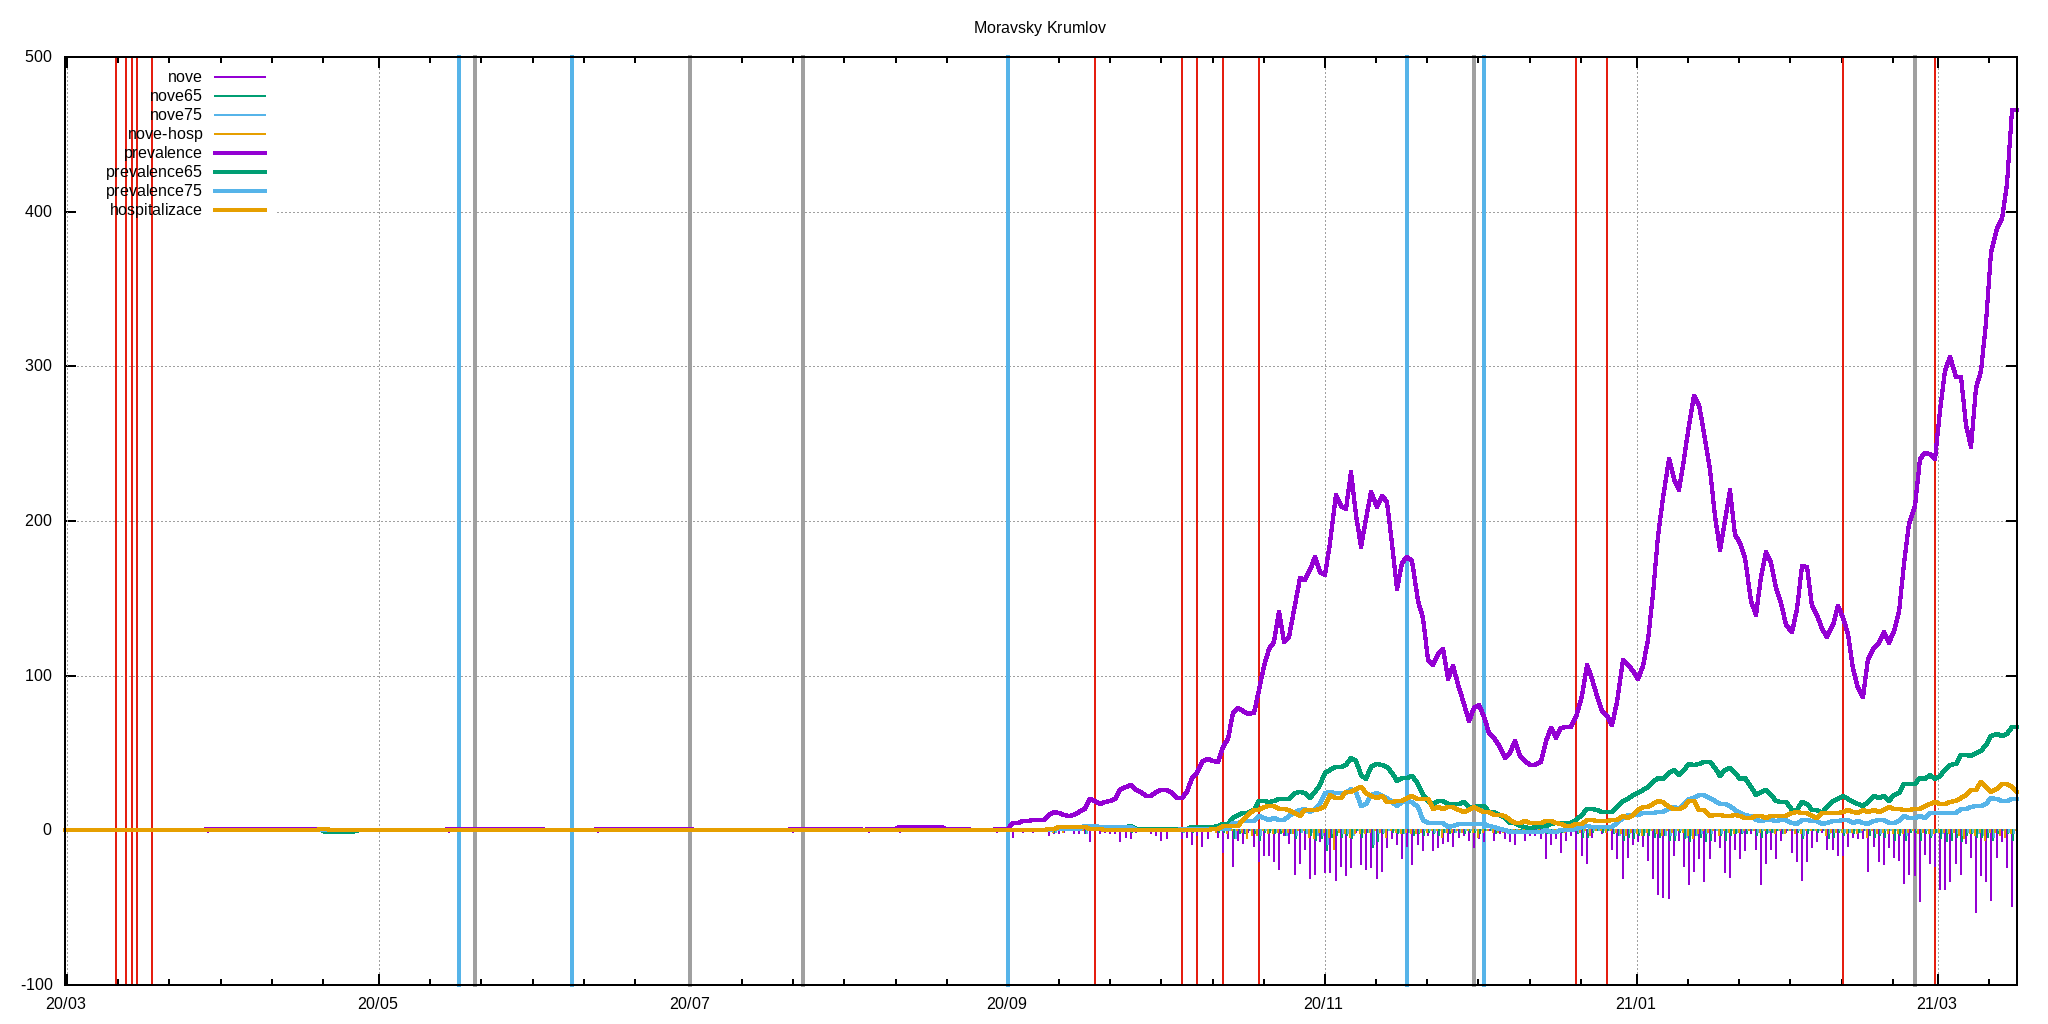 Moravsky Krumlov
500
400
300
200
100
0
-100
nove
nove65
nove75
nove-hosp
prevalence
prevalence65
prevalence75
hospitalizace
20/03
20/05
20/07
20/09
20/11
21/01
21/03